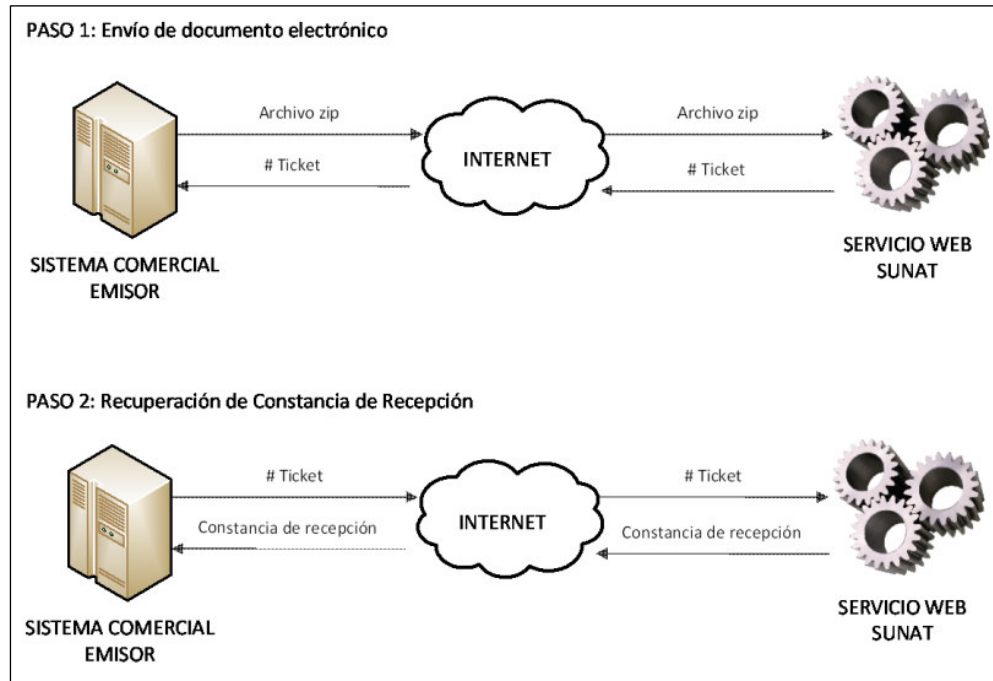 PASO 1: Envío de documento electrónico
Archivo zip
Archivo zip
INTERNET
# Ticket
# Ticket
SISTEMA COMERCIAL
EMISOR
SERVICIO WEB
SUNAT
PASO 2: Recuperación de Constancia de Recepción
# Ticket
# Ticket
INTERNET
Constancia de recepción
Constancia de recepción
SISTEMA COMERCIAL
EMISOR
SERVICIO WEB
SUNAT